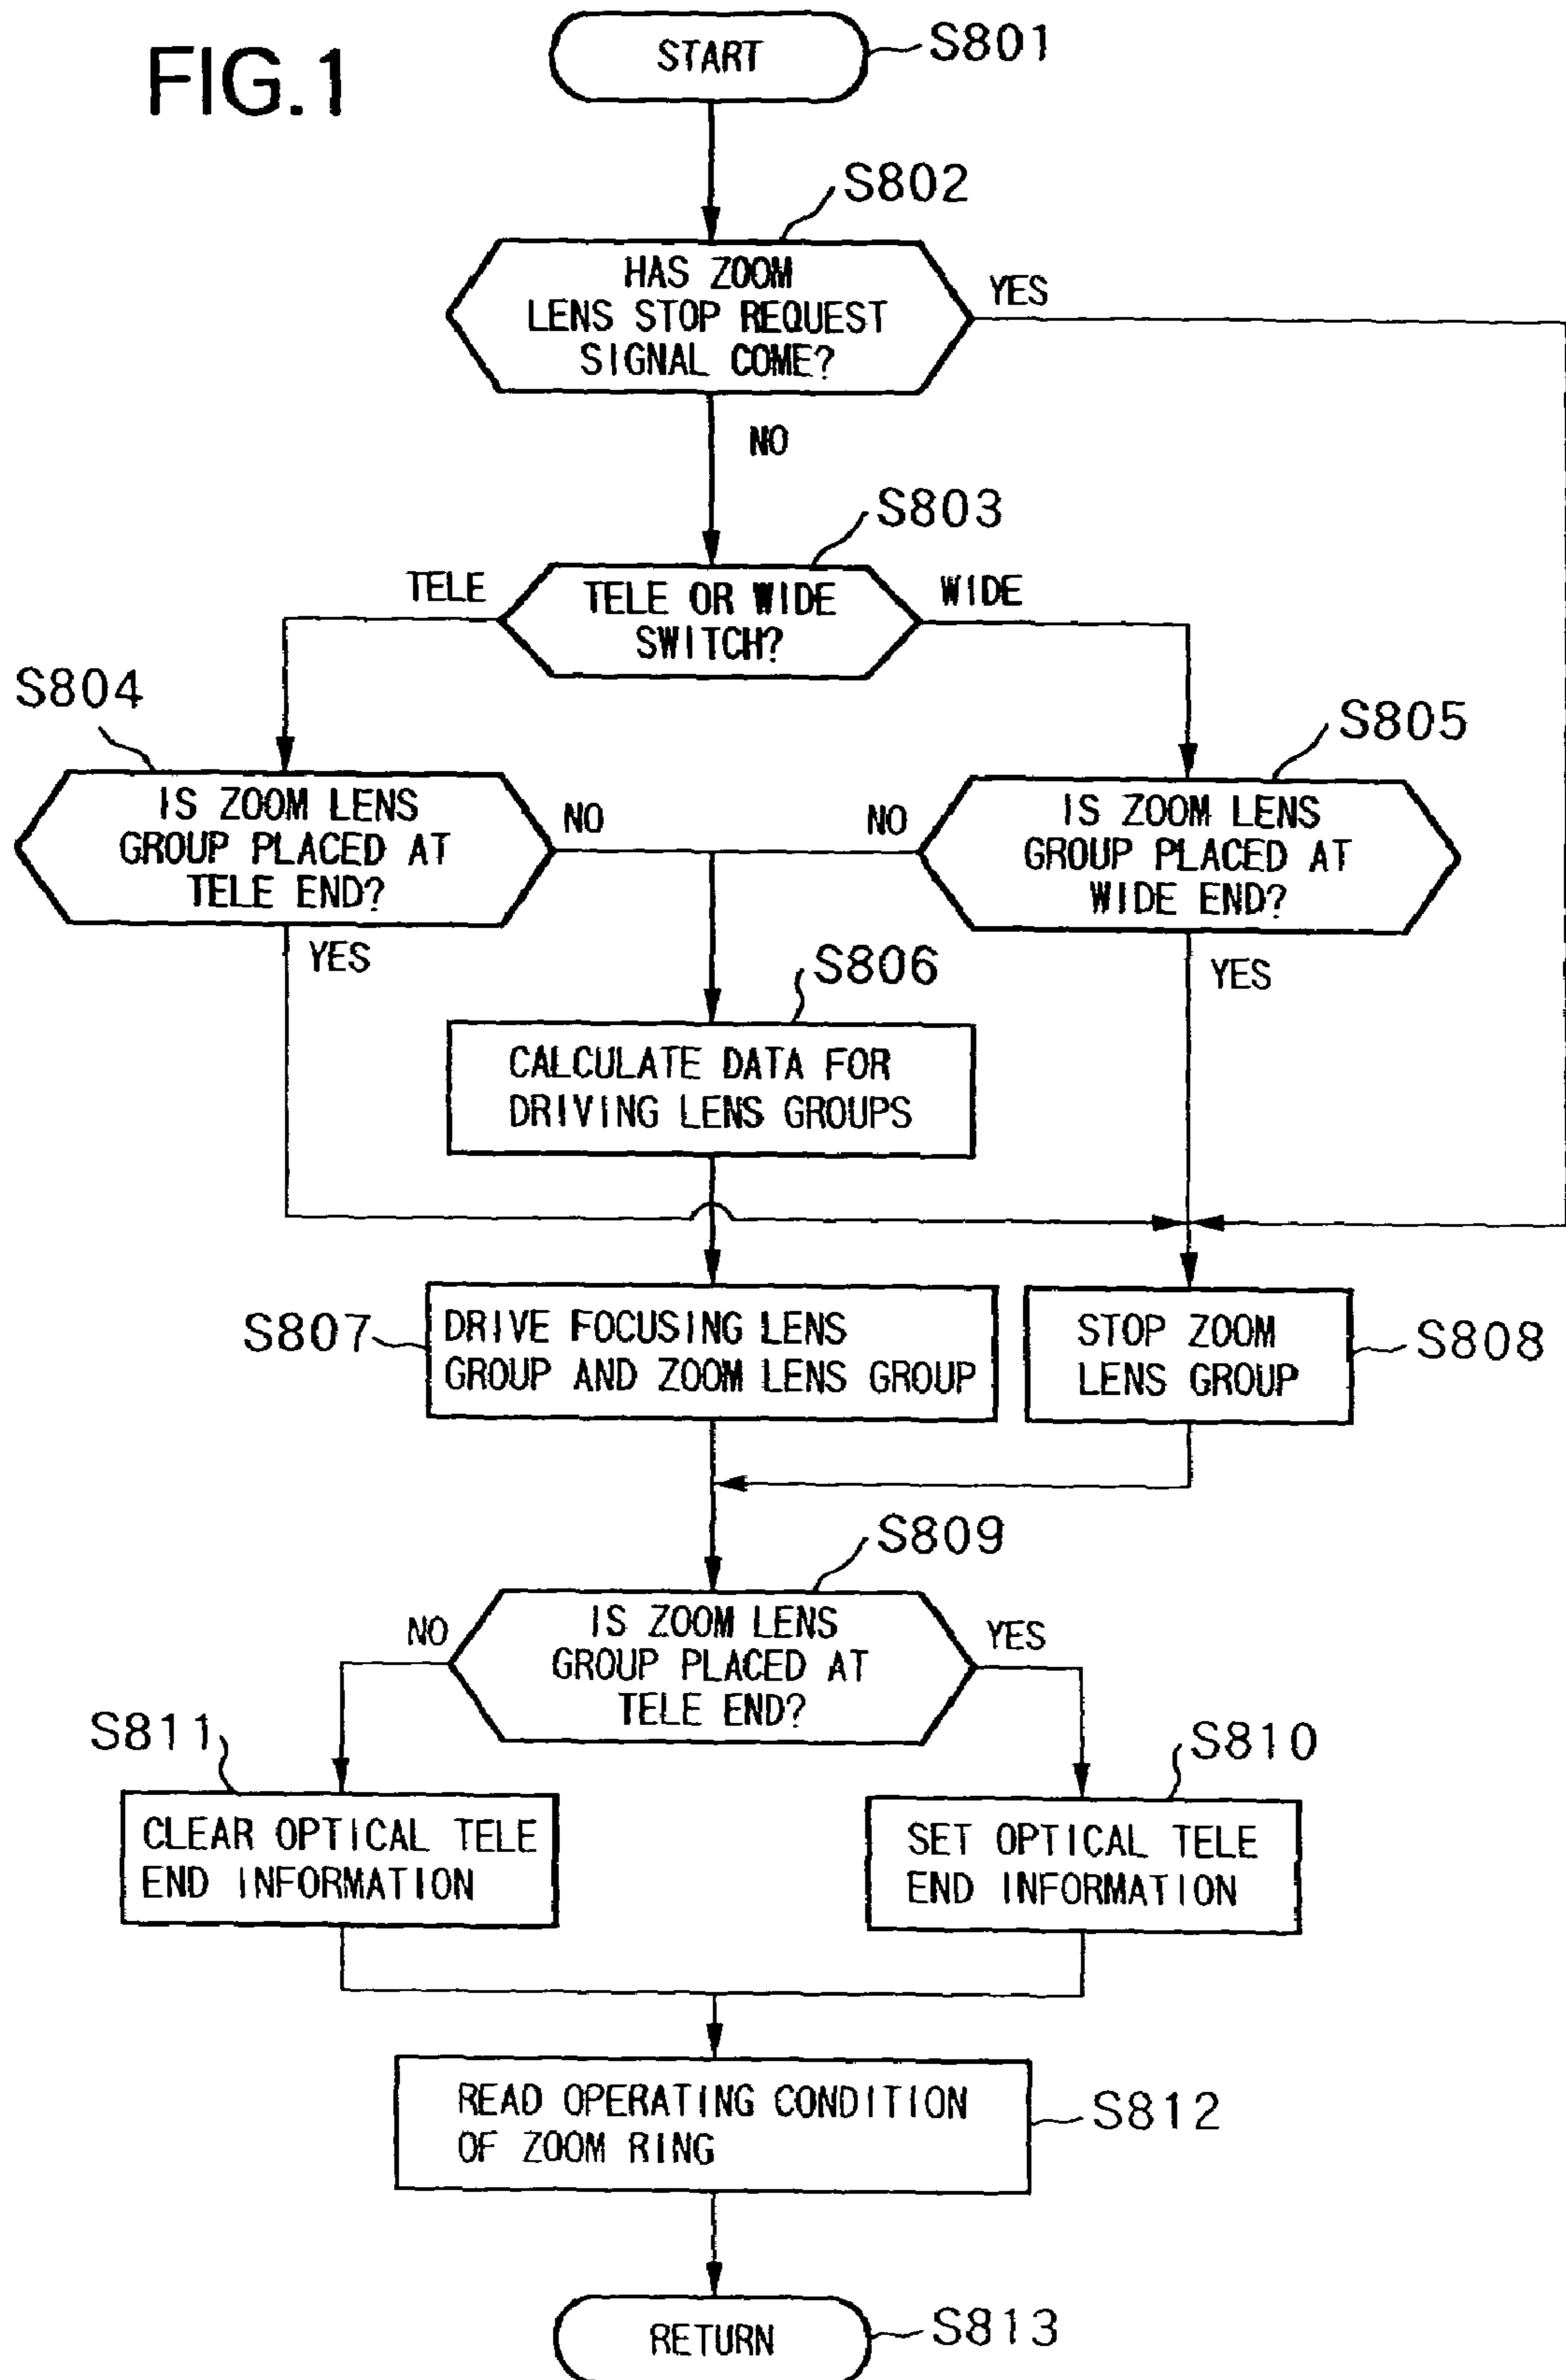 FIG.1
START
S801
S802
HAS ZOOM
LENS STOP REQUEST
SIGNAL COME?
YES
NO
S803
TELE
TELE OR WIDE
SWITCH?
WIDE
S804
S805
IS ZOOM LENS
GROUP PLACED AT
TELE END?
NO
NO
IS ZOOM LENS
GROUP PLACED AT
WIDE END?
YES
YES
S806
CALCULATE DATA FOR
DRIVING LENS GROUPS
S807
DRIVE FOCUSING LENS
GROUP AND ZOOM LENS GROUP
STOP ZOOM
LENS GROUP
S808
S809
NO
IS ZOOM LENS
GROUP PLACED AT
TELE END?
YES
S811
S810
CLEAR OPTICAL TELE
END INFORMATION
SET OPTICAL TELE
END INFORMATION
READ OPERATING CONDITION
OF ZOOM RING
S812
RETURN
S813